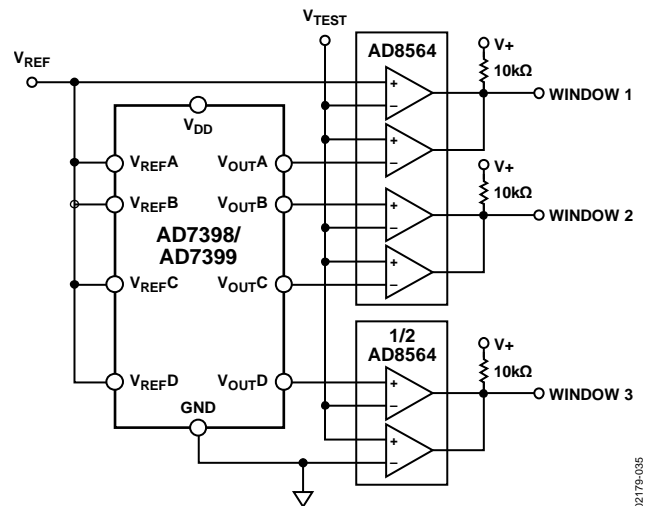 VTEST
AD8564
V+
VREF
10kΩ
+
−
WINDOW 1
VDD
+
−
VREFA VOUTA
V+
10kΩ
VREFB VOUTB
+
−
WINDOW 2
AD7398/
AD7399
+
−
VREFC VOUTC
1/2
AD8564
V+
10kΩ
VREFD VOUTD
+
−
WINDOW 3
GND
+
−
02179-035